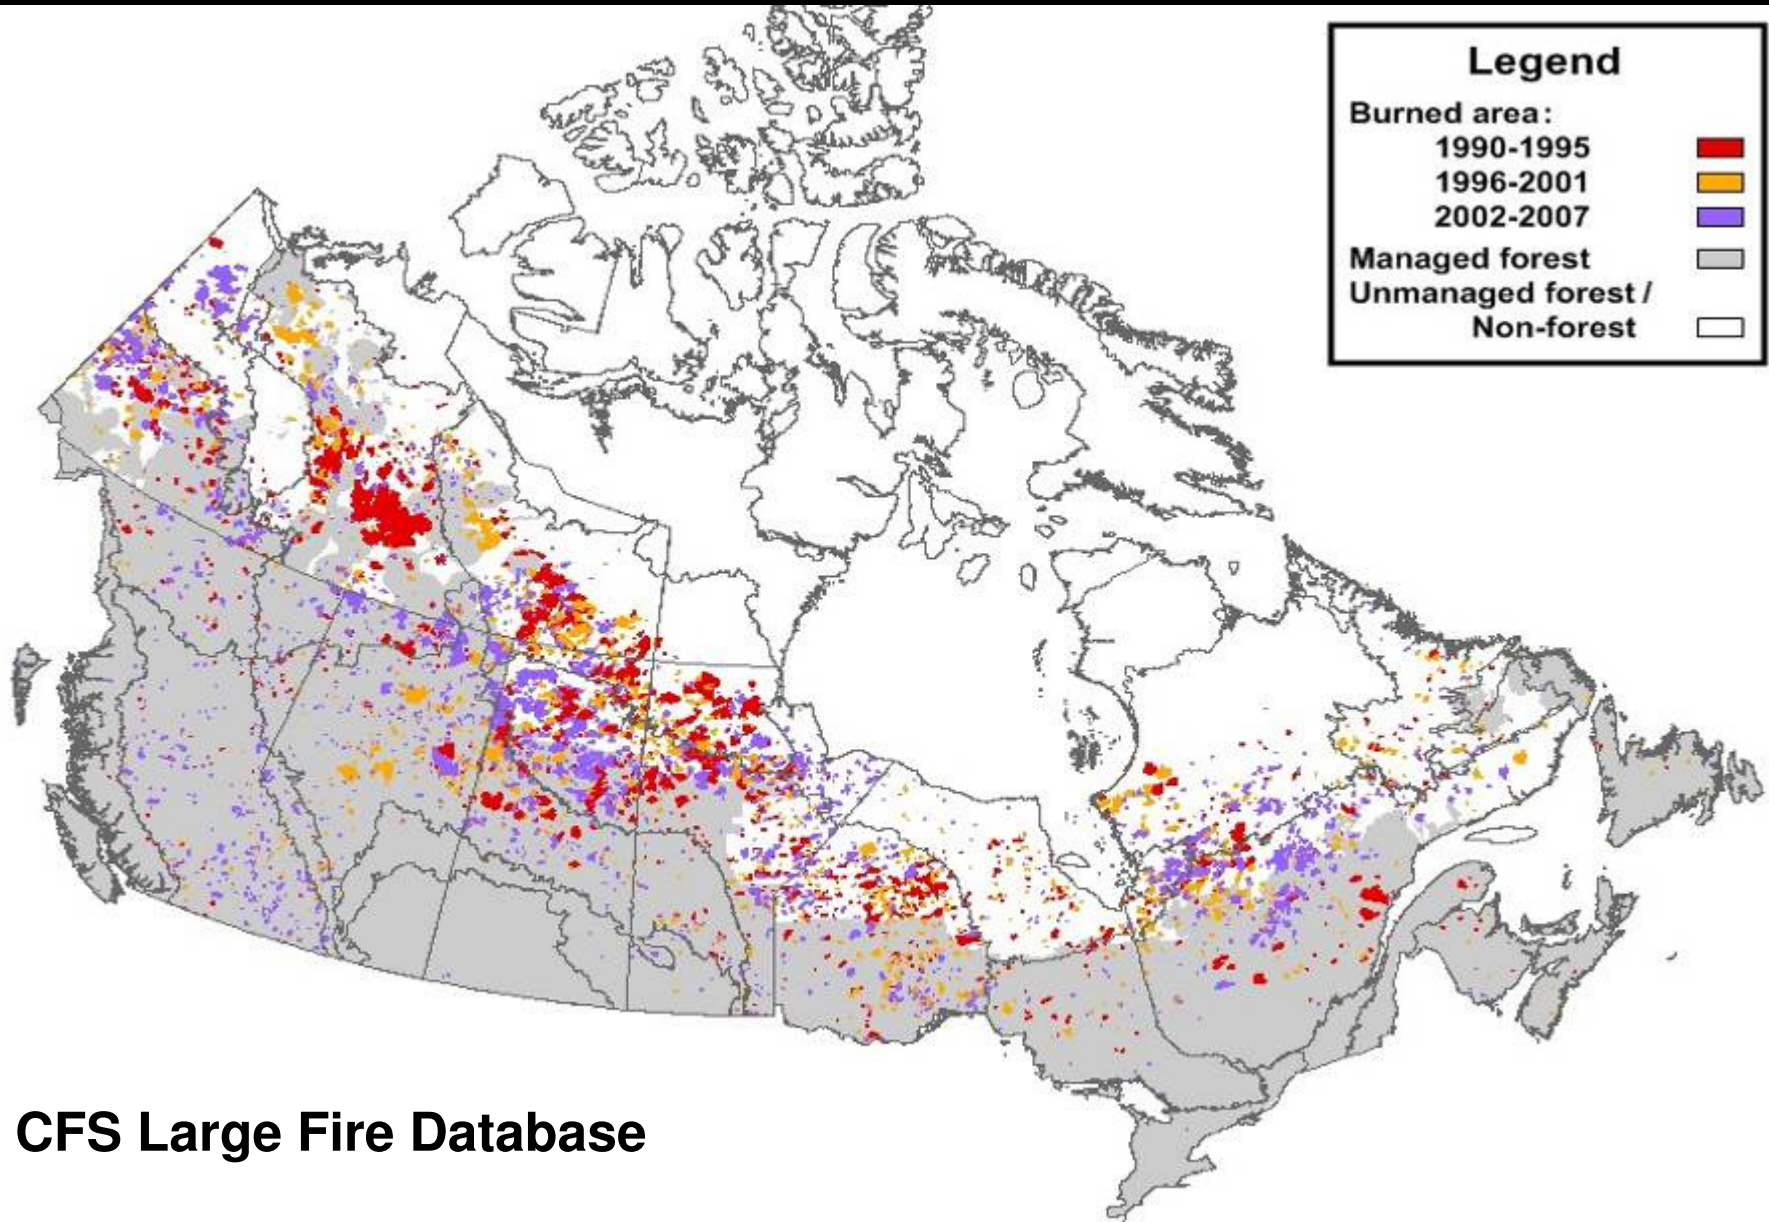 Legend
Burned area:
1990-1995
1996-2001
2002-2007
Managed forest
Unmanaged forest /
Non-forest
CFS Large Fire Database